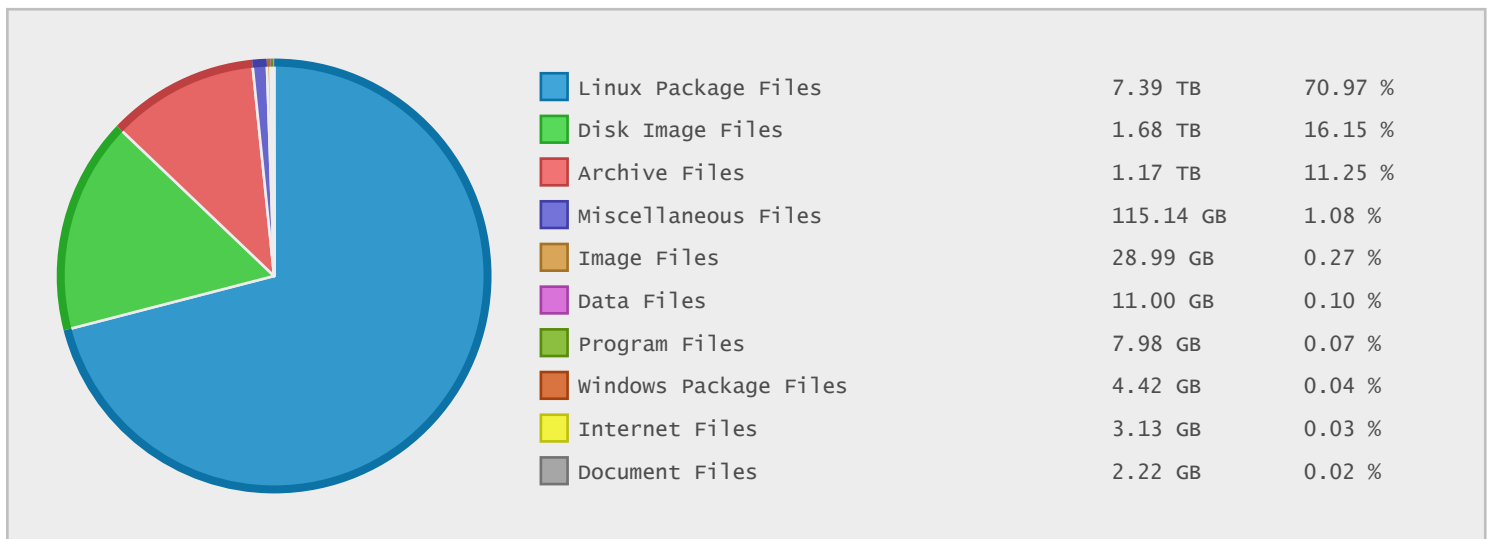 Linux Package Files 7.39 TB 70.97 %
Disk Image Files 1.68 TB 16.15 %
Archive Files 1.17 TB 11.25 %
Miscellaneous Files 115.14 GB 1.08 %
Image Files 28.99 GB 0.27 %
Data Files 11.00 GB 0.10 %
Program Files 7.98 GB 0.07 %
Windows Package Files 4.42 GB 0.04 %
Internet Files 3.13 GB 0.03 %
Document Files 2.22 GB 0.02 %